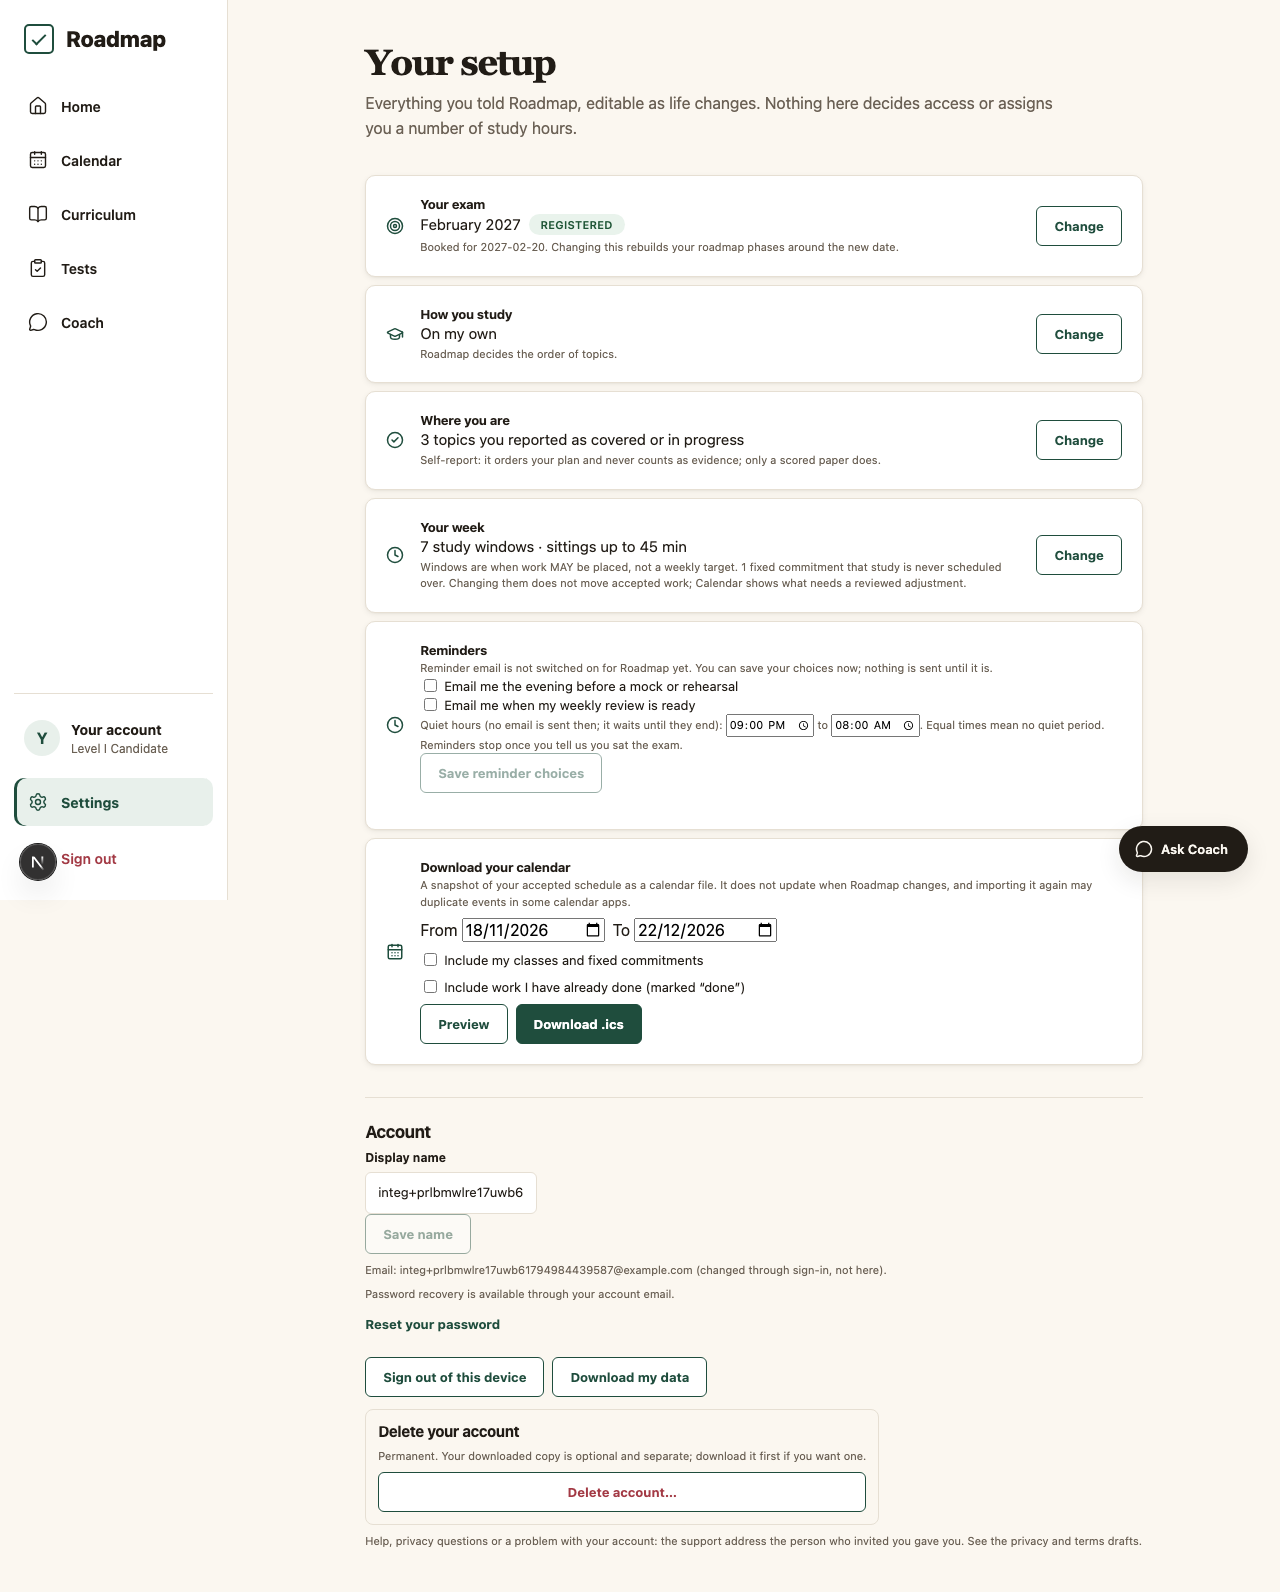 Roadmap
Home
Calendar
Curriculum
Tests
Coach
Y
Your account
Level I Candidate
Settings
N
Sign out
Your setup
Everything you told Roadmap, editable as life changes. Nothing here decides access or assigns
you a number of study hours.
Your exam
February 2027 REGISTERED
Booked for 2027-02-20. Changing this rebuilds your roadmap phases around the new date.
Change
How you study
On my own
Roadmap decides the order of topics.
Change
Where you are
3 topics you reported as covered or in progress
Self-report: it orders your plan and never counts as evidence; only a scored paper does.
Change
Your week
7 study windows · sittings up to 45 min
Windows are when work MAY be placed, not a weekly target. 1 fixed commitment that study is never scheduled
over. Changing them does not move accepted work; Calendar shows what needs a reviewed adjustment.
Change
Reminders
Reminder email is not switched on for Roadmap yet. You can save your choices now; nothing is sent until it is.
Email me the evening before a mock or rehearsal
Email me when my weekly review is ready
Quiet hours (no email is sent then; it waits until they end): 09:00 PM to 08:00 AM. Equal times mean no quiet period.
Reminders stop once you tell us you sat the exam.
Save reminder choices
Ask Coach
Download your calendar
A snapshot of your accepted schedule as a calendar file. It does not update when Roadmap changes, and importing it again may
duplicate events in some calendar apps.
From 18/11/2026 To 22/12/2026
Include my classes and fixed commitments
Include work I have already done (marked “done”)
Preview Download .ics
Account
Display name
integ+prlbmwlre17uwb6
Save name
Email: integ+prlbmwlre17uwb61794984439587@example.com (changed through sign-in, not here).
Password recovery is available through your account email.
Reset your password
Sign out of this device Download my data
Delete your account
Permanent. Your downloaded copy is optional and separate; download it first if you want one.
Delete account...
Help, privacy questions or a problem with your account: the support address the person who invited you gave you. See the privacy and terms drafts.